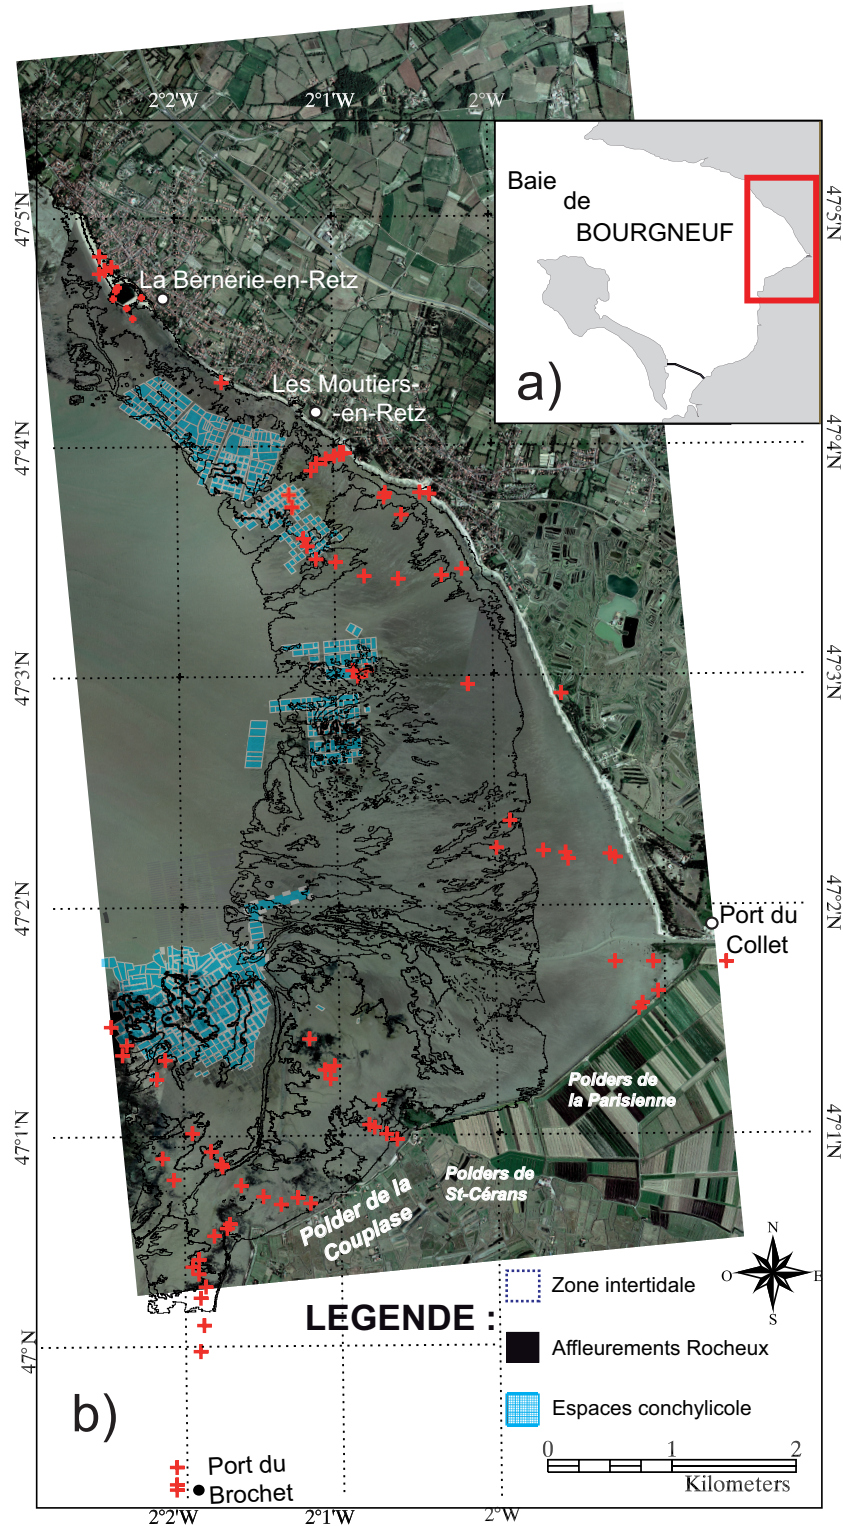 2°2'W 2°1'W 2°W
47°5'N
47°5'N
Baie
de
BOURGNEUF
a)
La Bernerie-en-Retz
Les Moutiers-
-en-Retz
47°4'N
47°4'N
47°3'N
47°3'N
47°2'N
47°2'N
Port du
Collet
Polders de
la Parisienne
47°1'N
47°1'N
Polders de
St-Cérans
Polder de la
Couplase
N
O E
S
LEGENDE :
Zone intertidale
Affleurements Rocheux
Espaces conchylicole
47°N
b)
0 1 2
Kilometers
Port du
Brochet
2°2'W 2°1'W 2°W